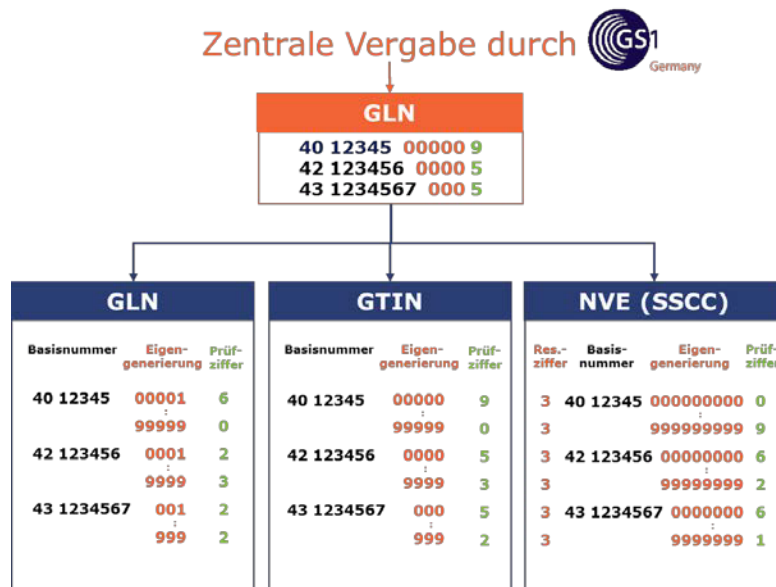 Zentrale Vergabe durch GS1
Germany
GLN
40 12345 00000 9
42 123456 0000 5
43 1234567 000 5
GLN
Basisnummer Eigen-generierung Prüf-ziffer
40 12345 00001 6
:
99999 0
42 123456 0001 2
:
9999 3
43 1234567 001 2
:
999 2
GTIN
Basisnummer Eigen-generierung Prüf-ziffer
40 12345 00000 9
:
99999 0
42 123456 0000 5
:
9999 3
43 1234567 000 5
:
999 2
NVE (SSCC)
Res.-ziffer Basis-nummer Eigen-generierung Prüf-ziffer
3 40 12345 000000000 0
:
3 999999999 9
3 42 123456 00000000 6
:
3 99999999 2
3 43 1234567 0000000 6
:
3 9999999 1